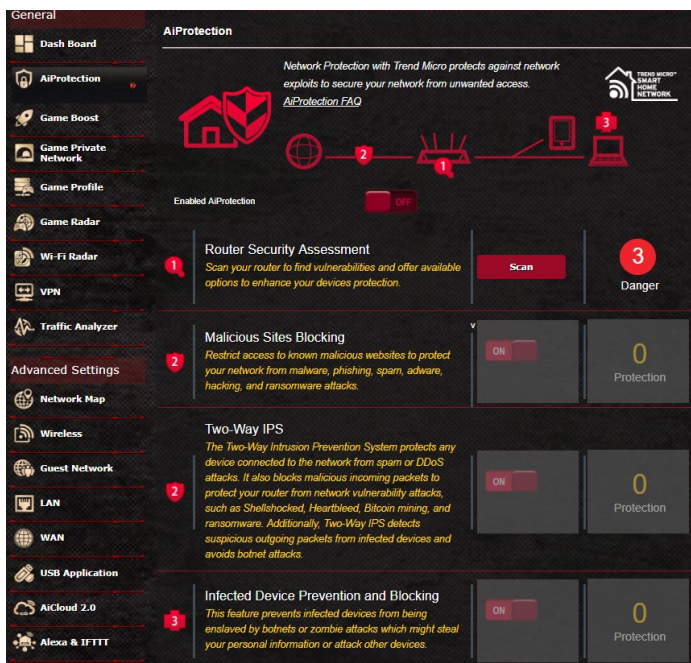 General
Dash Board
AiProtection
Game Boost
Game Private
Network
Game Profile
Game Radar
Wi-Fi Radar
VPN
Traffic Analyzer
Advanced Settings
Network Map
Wireless
Guest Network
LAN
WAN
USB Application
AiCloud 2.0
Alexa & IFTTT
AiProtection
Network Protection with Trend Micro protects against network
exploits to secure your network from unwanted access.
AiProtection FAQ
TREND MICRO™
SMART
HOME
NETWORK
3
2
1
Enabled AiProtection
OFF
1
Router Security Assessment
Scan your router to find vulnerabilities and offer available
options to enhance your devices protection.
Scan
3
Danger
2
Malicious Sites Blocking
Restrict access to known malicious websites to protect
your network from malware, phishing, spam, adware,
hacking, and ransomware attacks.
v
ON
0
Protection
2
Two-Way IPS
The Two-Way Intrusion Prevention System protects any
device connected to the network from spam or DDoS
attacks. It also blocks malicious incoming packets to
protect your router from network vulnerability attacks,
such as Shellshocked, Heartbleed, Bitcoin mining, and
ransomware. Additionally, Two-Way IPS detects
suspicious outgoing packets from infected devices and
avoids botnet attacks.
ON
0
Protection
3
Infected Device Prevention and Blocking
This feature prevents infected devices from being
enslaved by botnets or zombie attacks which might steal
your personal information or attack other devices.
ON
0
Protection